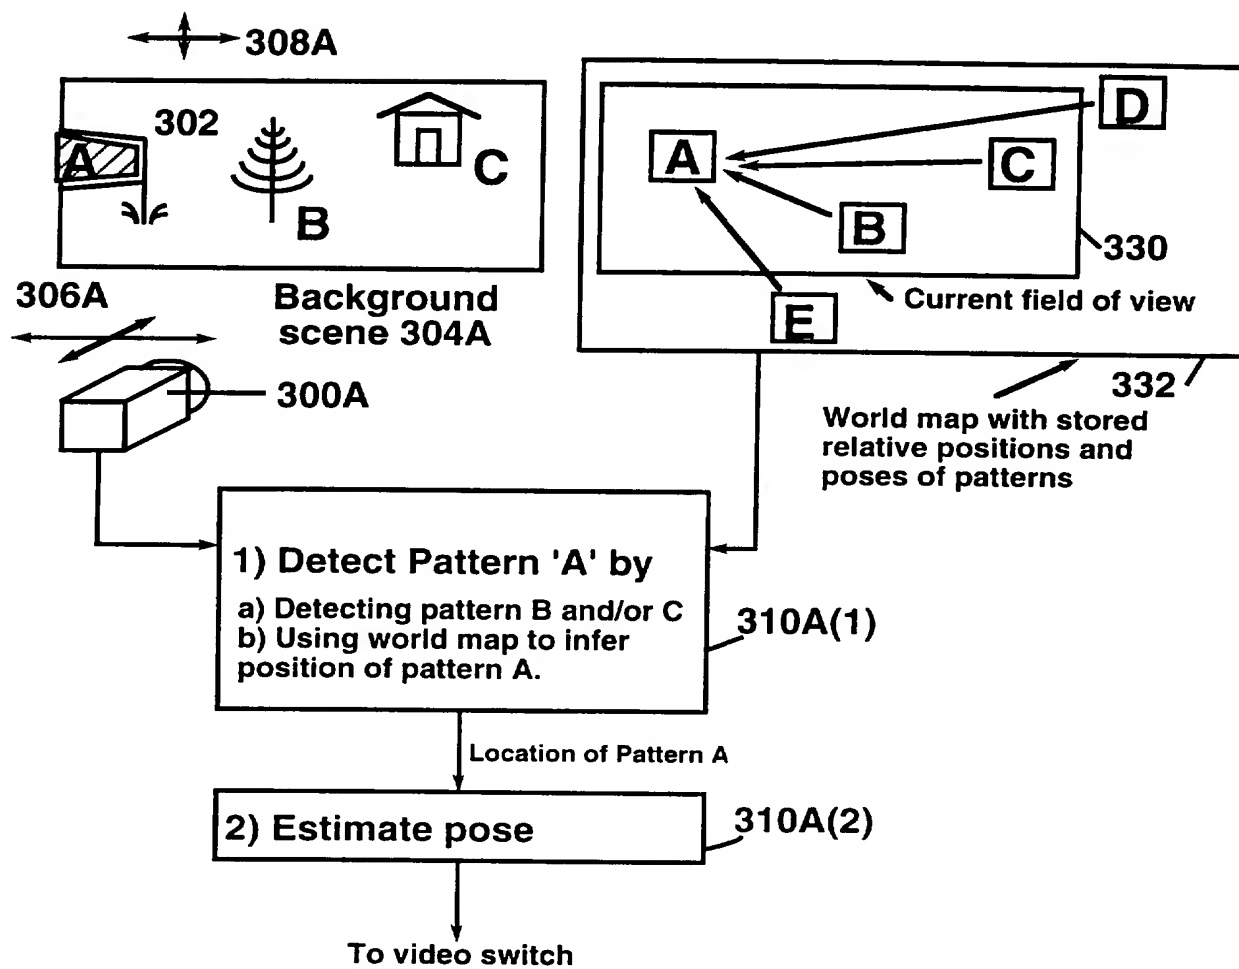 308A
302
A
B
C
Background
scene 304A
306A
300A
A
B
C
D
E
330
Current field of view
332
World map with stored
relative positions and
poses of patterns
1) Detect Pattern 'A' by
a) Detecting pattern B and/or C
b) Using world map to infer
position of pattern A.
310A(1)
Location of Pattern A
2) Estimate pose
310A(2)
To video switch